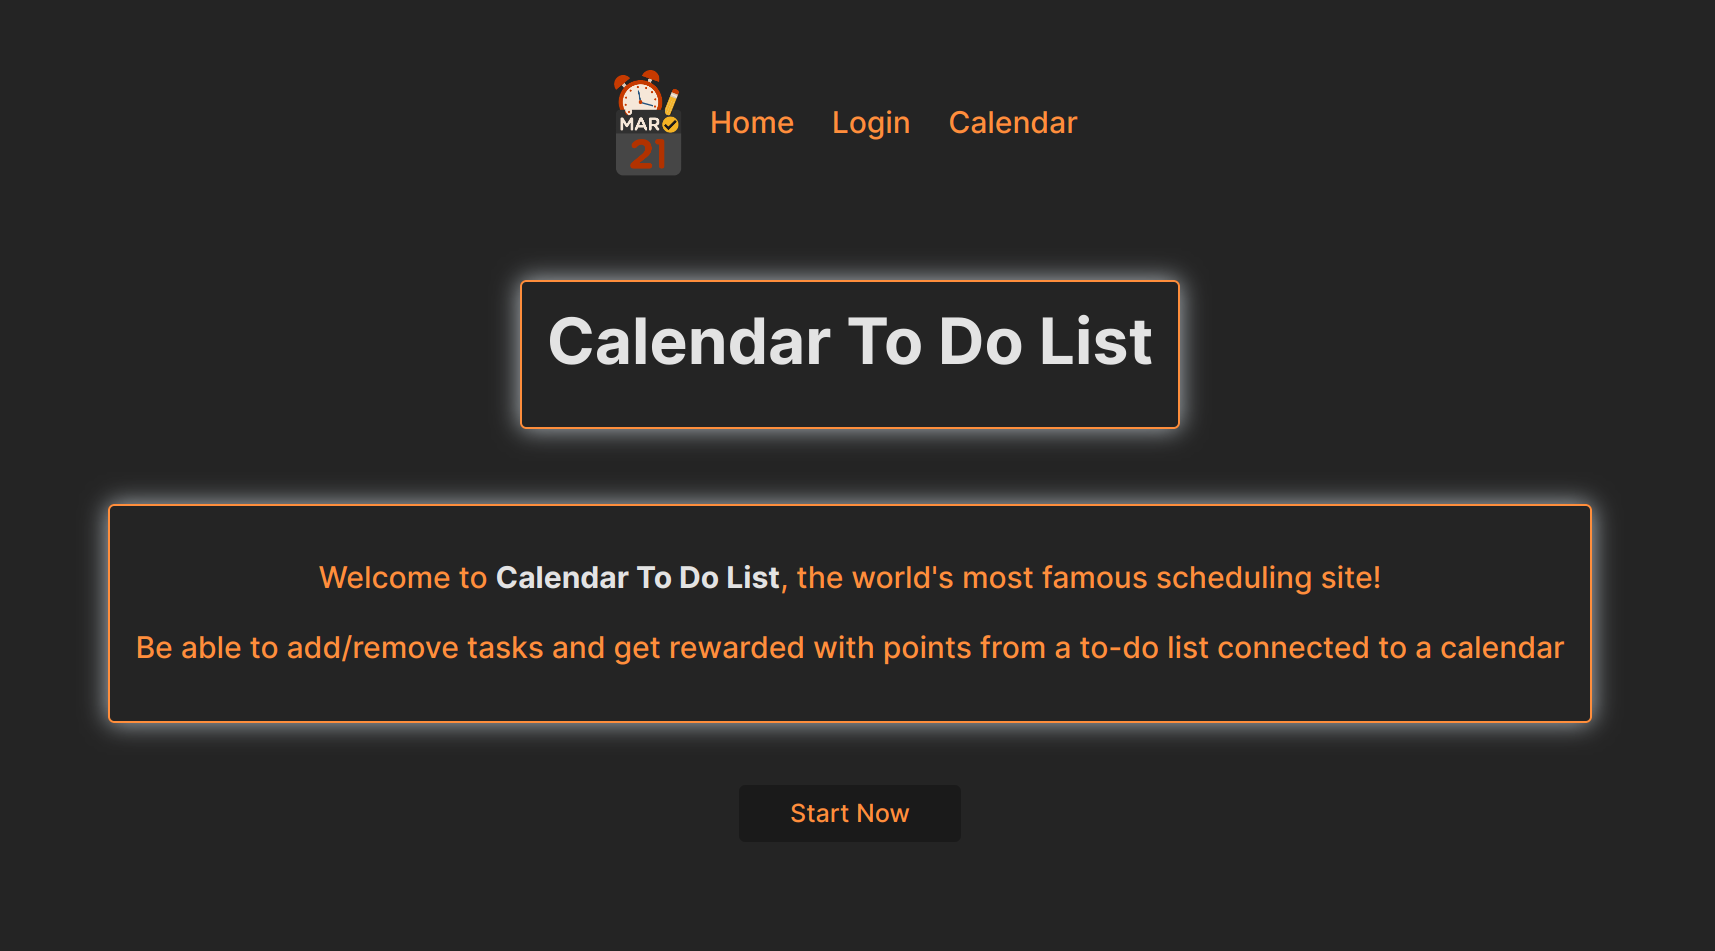 MAR
21
Home Login Calendar
Calendar To Do List
Welcome to Calendar To Do List, the world's most famous scheduling site!
Be able to add/remove tasks and get rewarded with points from a to-do list connected to a calendar
Start Now